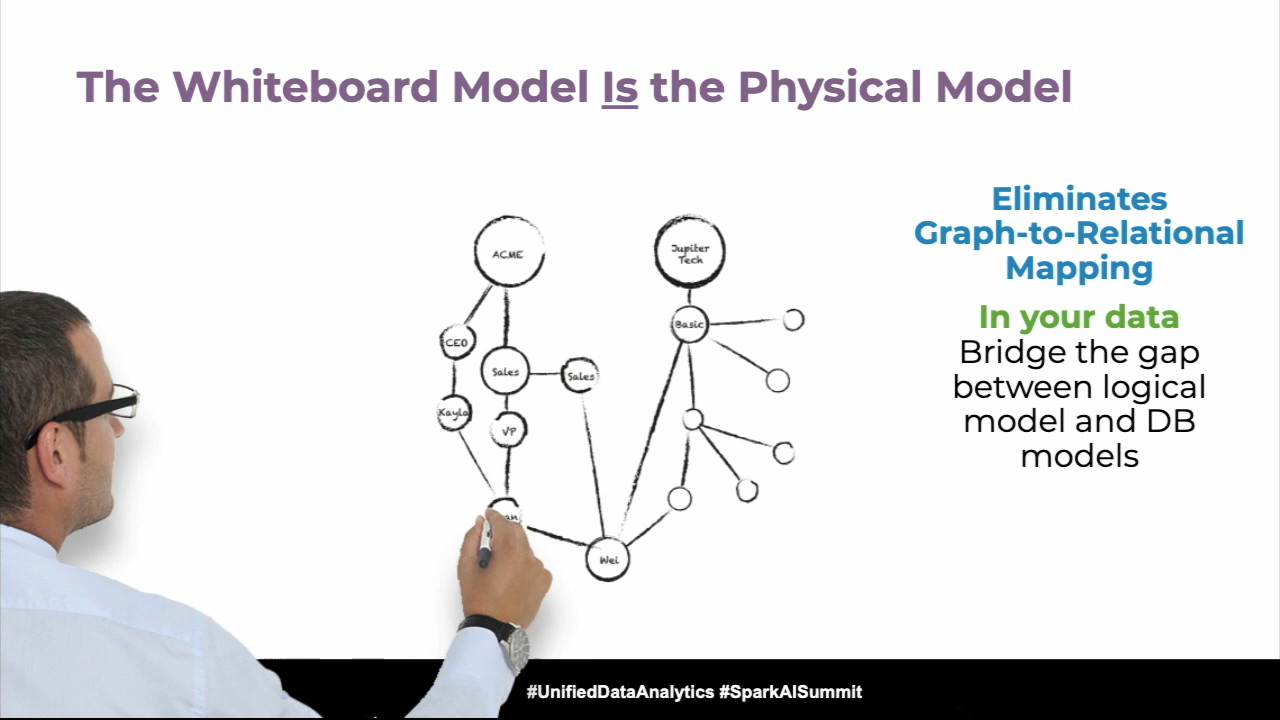 The Whiteboard Model Is the Physical Model
Eliminates
Graph-to-Relational
Mapping
In your data
Bridge the gap
between logical
model and DB
models
ACME
Jupiter
Tech
Basic
CEO
Sales
Sales
Kayla
VP
Wei
#UnifiedDataAnalytics #SparkAISummit